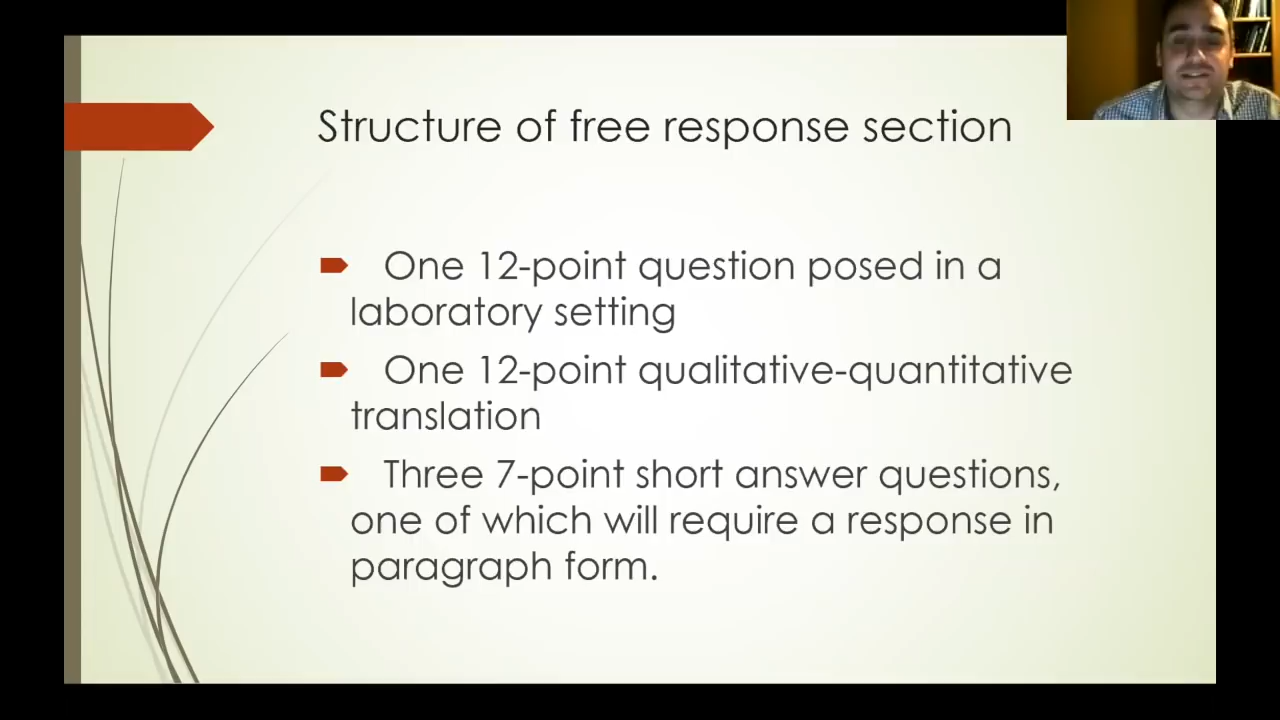 Structure of free response section
One 12-point question posed in a
laboratory setting
One 12-point qualitative-quantitative
translation
Three 7-point short answer questions,
one of which will require a response in
paragraph form.